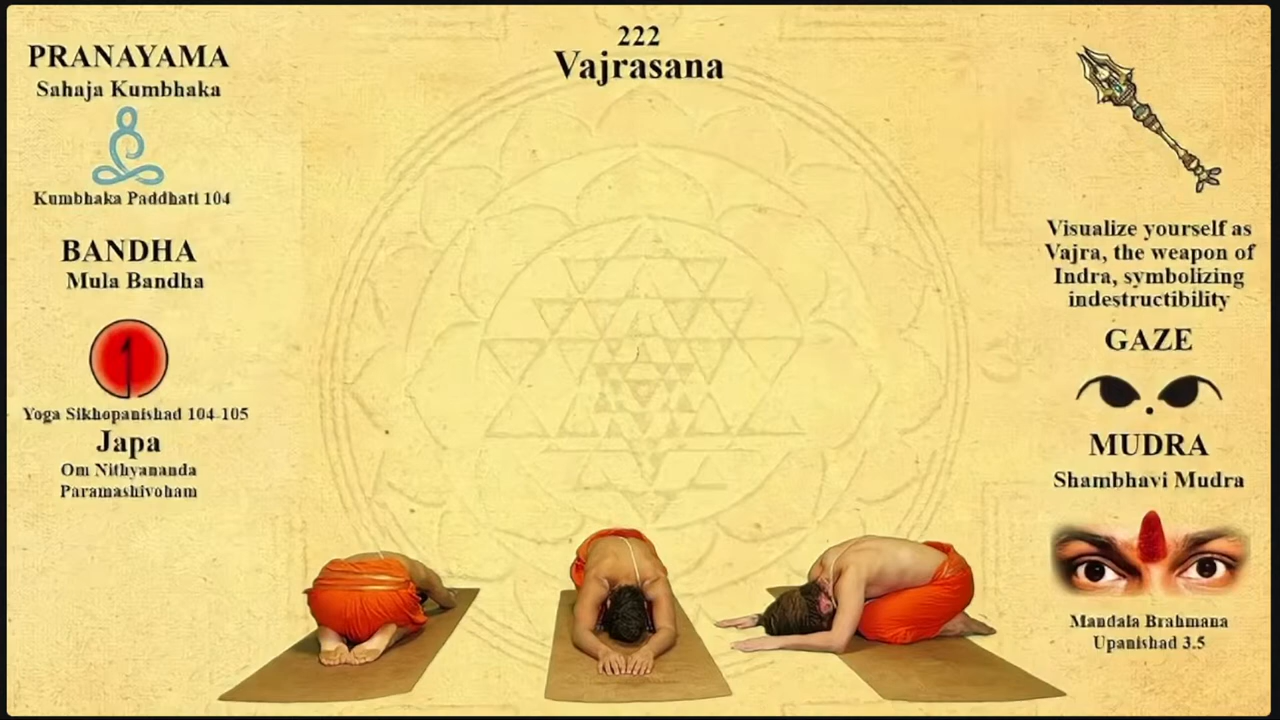 222
Vajrasana
PRANAYAMA
Sahaja Kumbhaka
Kumbhaka Paddhati 104
BANDHA
Mula Bandha
Yoga Sikhopanishad 104-105
Japa
Om Nithyananda
Paramashivoham
Visualize yourself as
Vajra, the weapon of
Indra, symbolizing
indestructibility
GAZE
MUDRA
Shambhavi Mudra
Mandala Brahmana
Upanishad 3.5